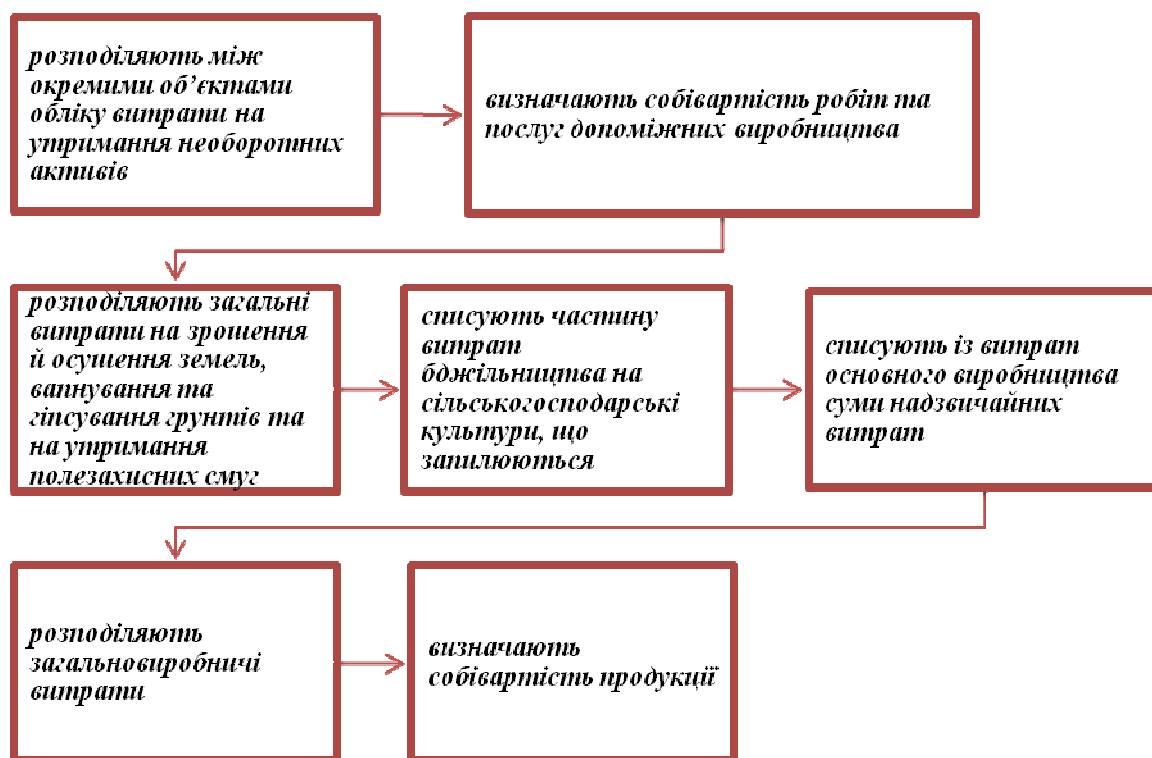 розподіляють між
окремими об’єктами
обліку витрати на
утримання необоротних
активів
визначають собівартість робіт та
послуг допоміжних виробництва
розподіляють загальні
витрати на зрошення
й осушення земель,
вапнування та
гіпсування грунтів та
на утримання
полезахисних смуг
списують частину
витрат
бджільництва на
сільськогосподарські
культури, що
запилюються
списують із витрат
основного виробництва
суми надзвичайних
витрат
розподіляють
загальновиробничі
витрати
визначають
собівартість продукції